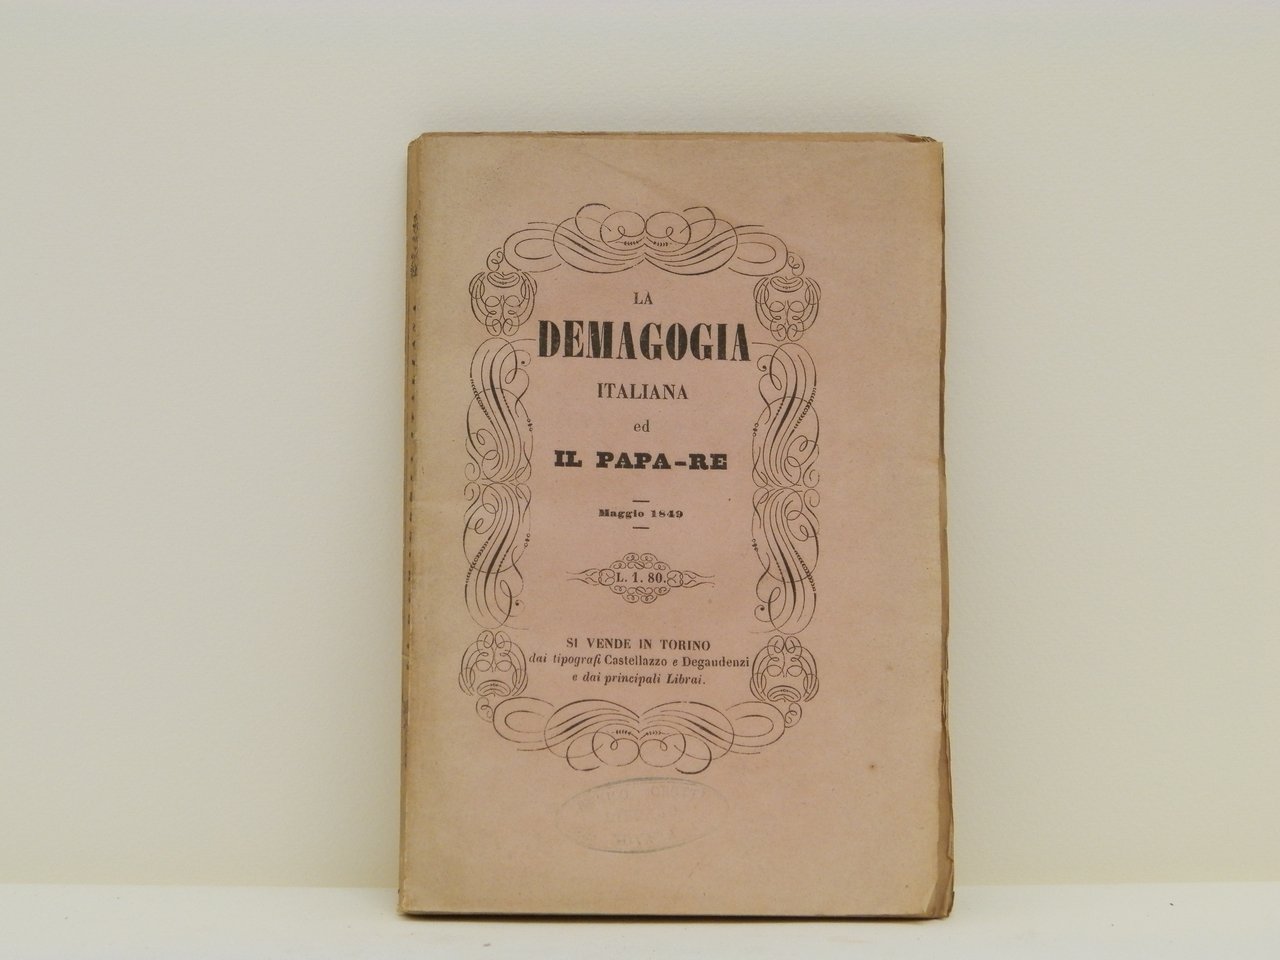 LA
DEMAGOGIA
ITALIANA
ed
IL PAPA-RE
Maggio 1849
L. 1. 80.
SI VENDE IN TORINO
dai tipografi Castellazzo e Degaudenzi
e dai principali Librai.